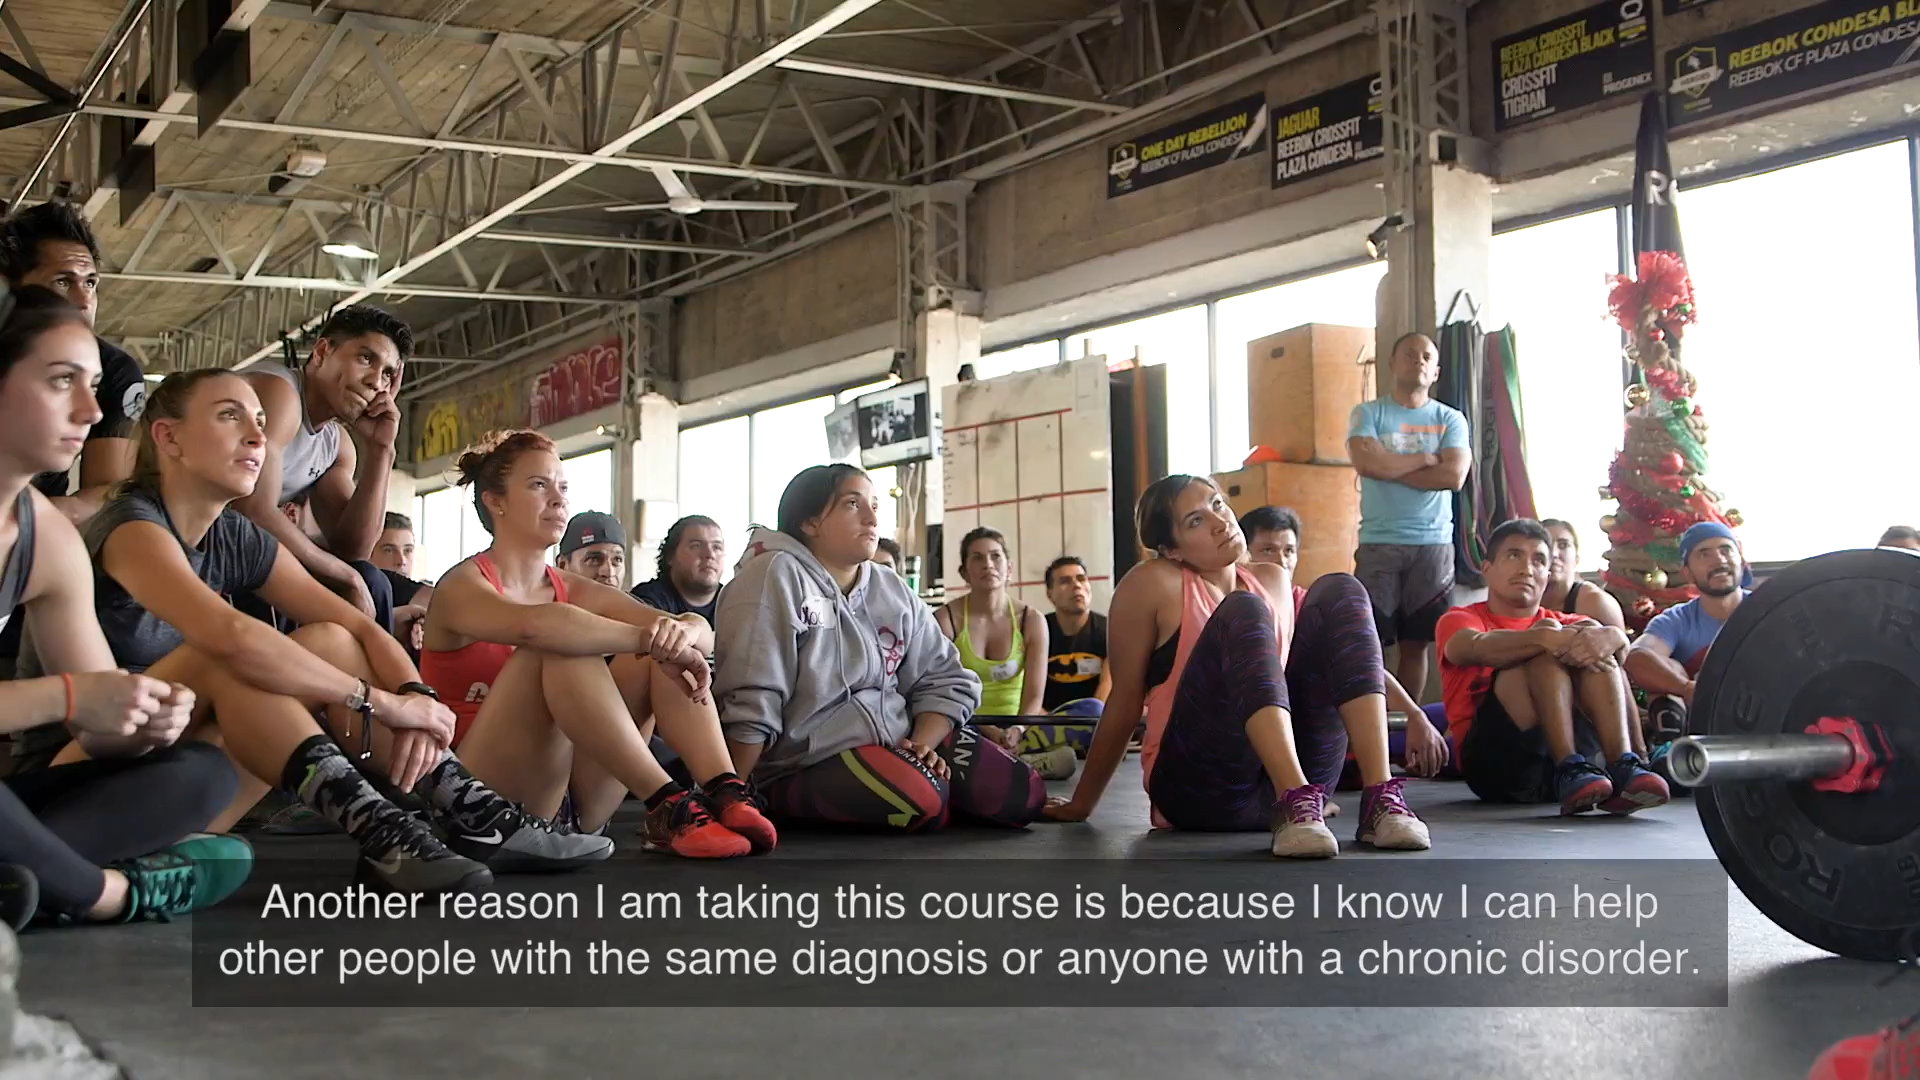 REEBOK CROSSFIT
PLAZA CONDESA BLACK
CROSSFIT
TIGRAN
PROGENEX
REEBOK CONDESA BL
REEBOK CF PLAZA CONDESA
ONE DAY REBELLION
REEBOK CF PLAZA CONDESA
JAGUAR
REEBOK CROSSFIT
PLAZA CONDESA
Another reason I am taking this course is because I know I can help
other people with the same diagnosis or anyone with a chronic disorder.